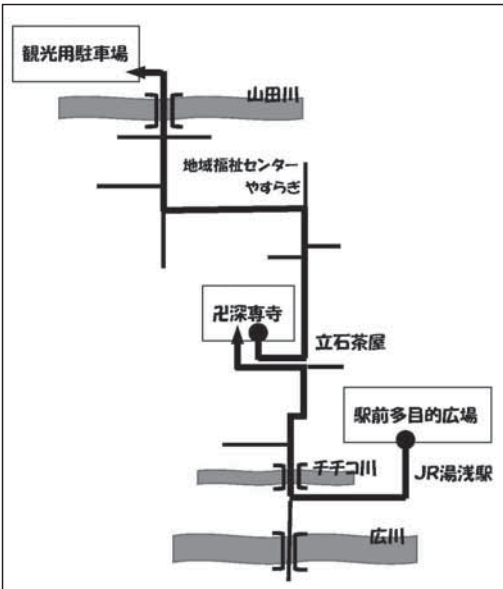 観光用駐車場
山田川
地域福祉センター
やすらぎ
卍深専寺
立石茶屋
駅前多目的広場
チチコ川
JR湯浅駅
広川